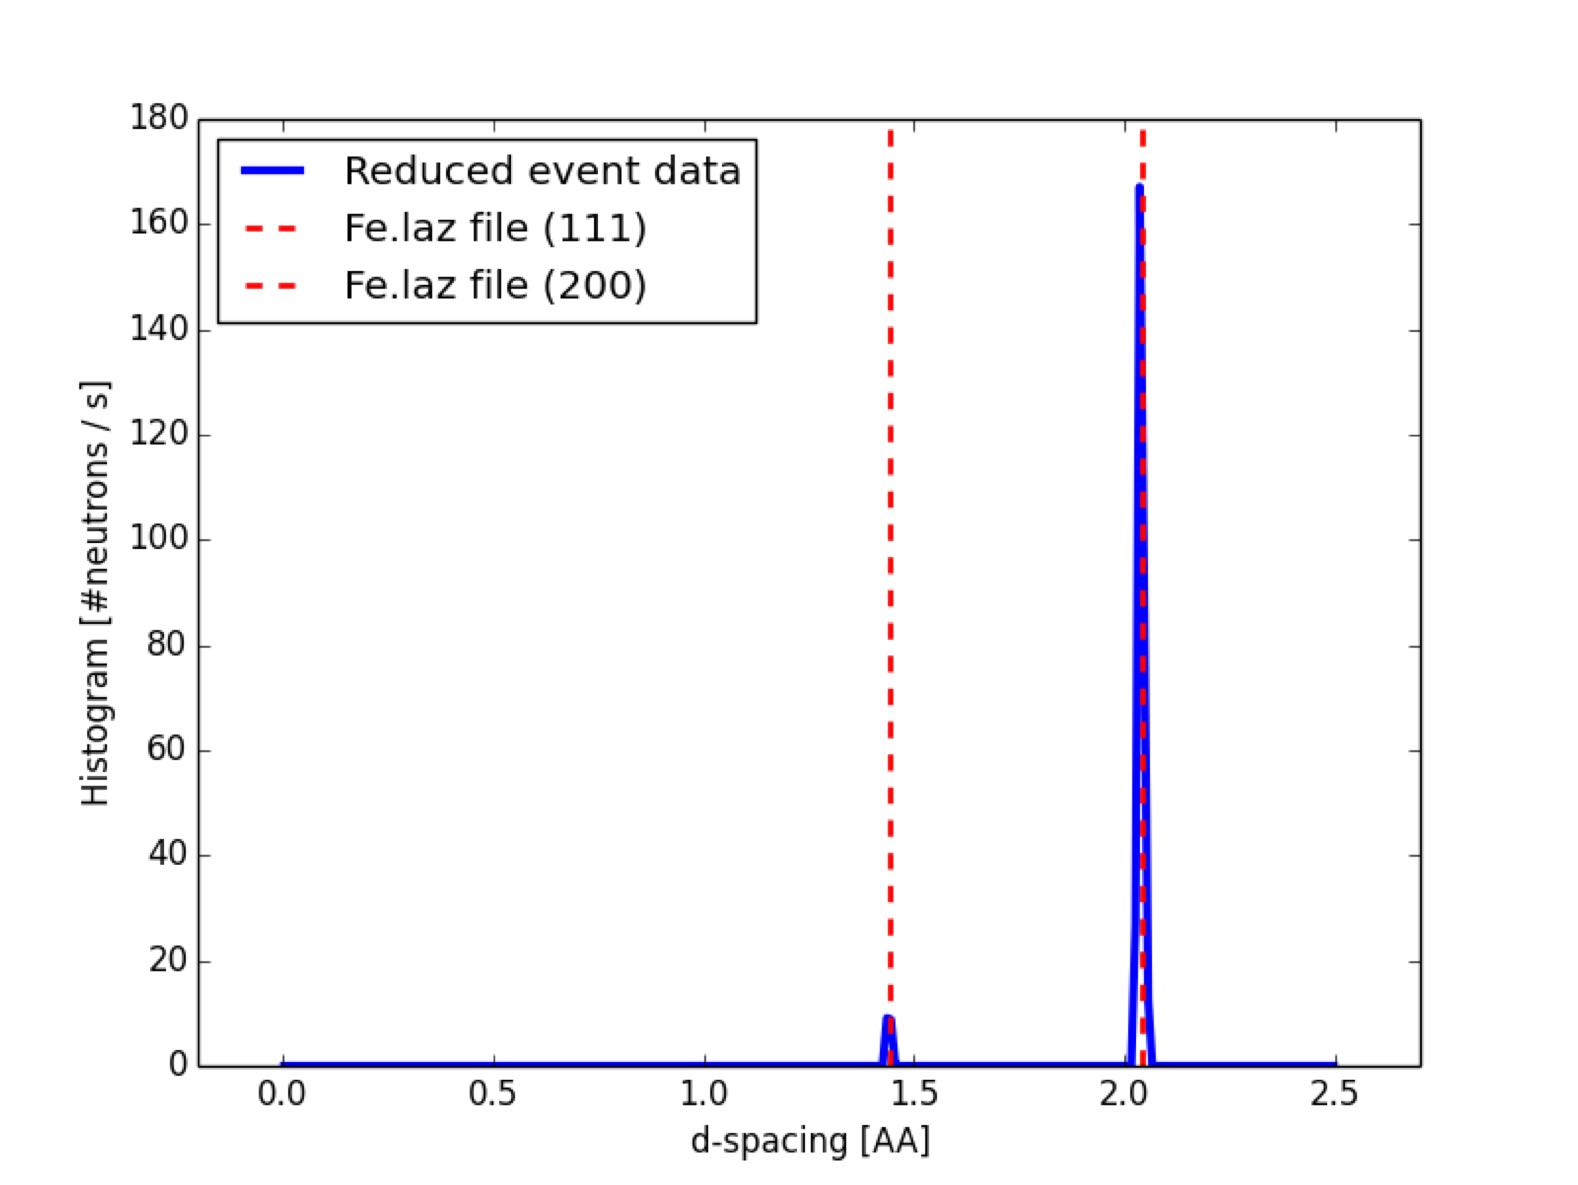 180
160
140
120
100
80
60
40
20
0
Histogram [#neutrons / s]
Reduced event data
Fe.laz file (111)
Fe.laz file (200)
0.0 0.5 1.0 1.5 2.0 2.5
d-spacing [AA]